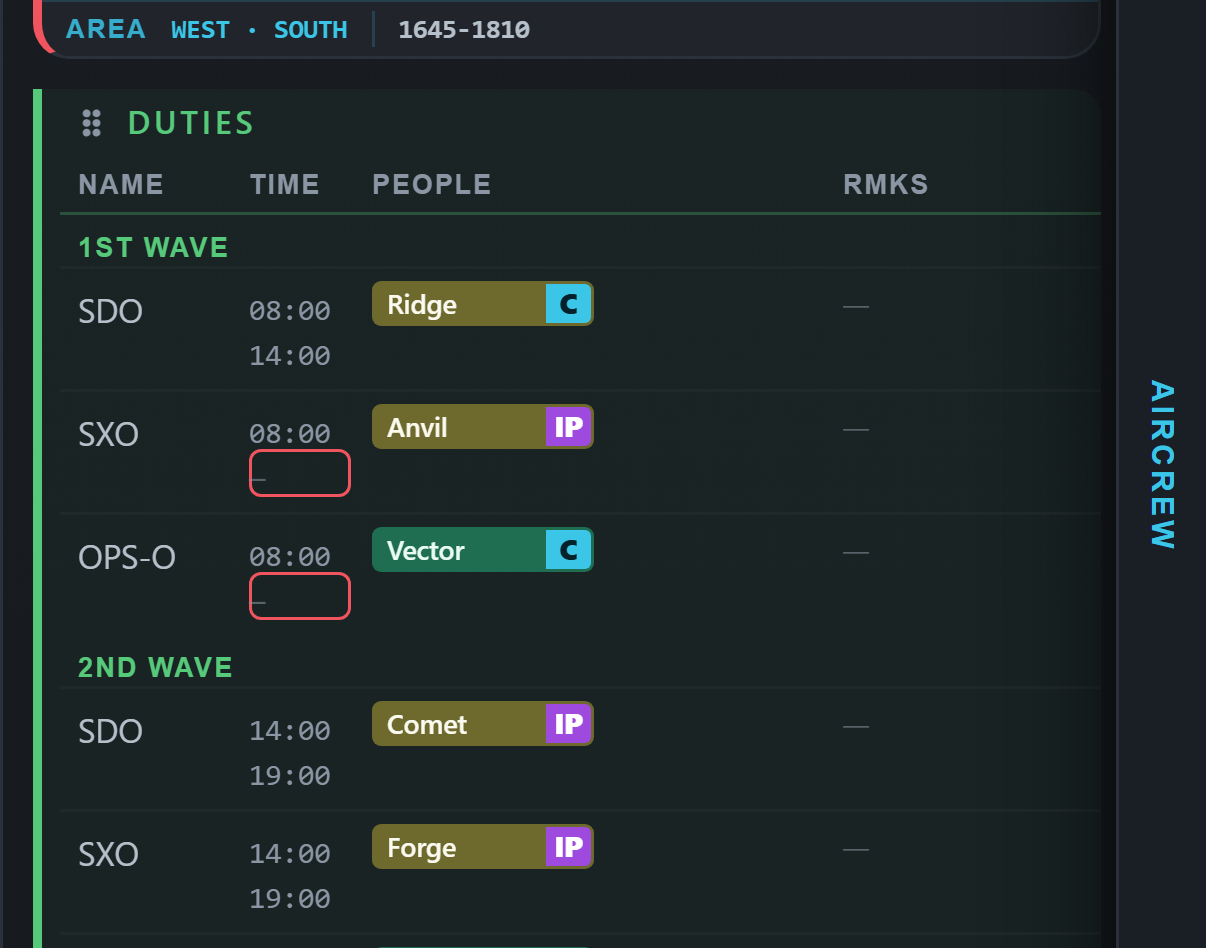 AREA WEST · SOUTH 1645-1810
DUTIES
NAME TIME PEOPLE RMKS
1ST WAVE
SDO 08:00 Ridge C —
14:00
SXO 08:00 Anvil IP —
—
OPS-O 08:00 Vector C —
—
2ND WAVE
SDO 14:00 Comet IP —
19:00
SXO 14:00 Forge IP —
19:00
AIRCREW